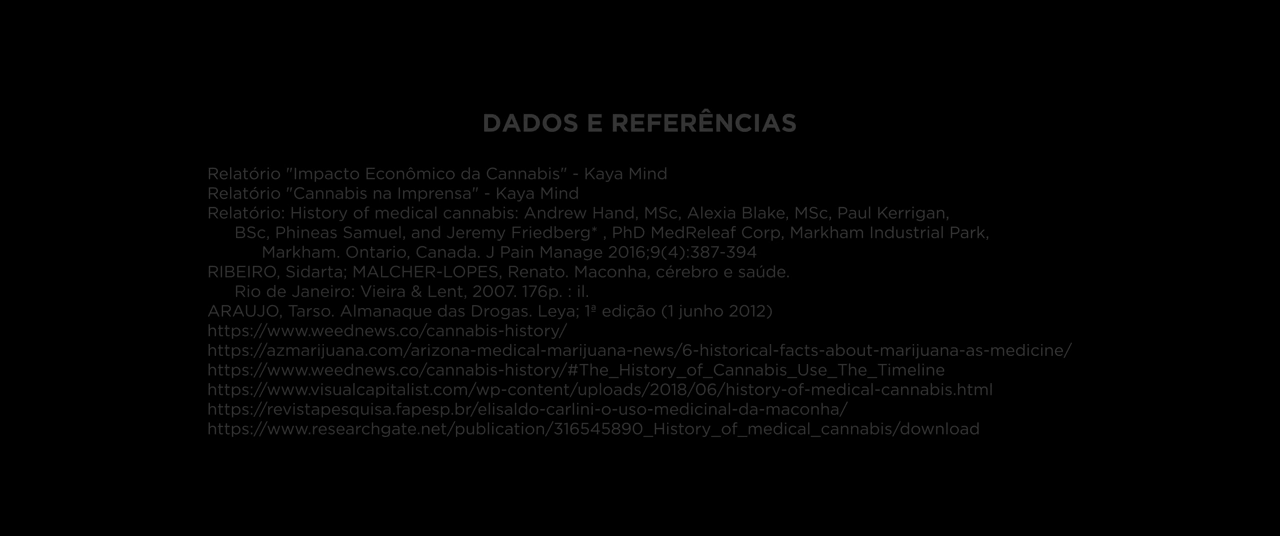 DADOS E REFERÊNCIAS
Relatório "Impacto Econômico da Cannabis" - Kaya Mind
Relatório "Cannabis na Imprensa" - Kaya Mind
Relatório: History of medical cannabis: Andrew Hand, MSc, Alexia Blake, MSc, Paul Kerrigan,
BSc, Phineas Samuel, and Jeremy Friedberg* , PhD MedReleaf Corp, Markham Industrial Park,
Markham. Ontario, Canada. J Pain Manage 2016;9(4):387-394
RIBEIRO, Sidarta; MALCHER-LOPES, Renato. Maconha, cérebro e saúde.
Rio de Janeiro: Vieira & Lent, 2007. 176p. : il.
ARAUJO, Tarso. Almanaque das Drogas. Leya; 1ª edição (1 junho 2012)
https://www.weednews.co/cannabis-history/
https://azmarijuana.com/arizona-medical-marijuana-news/6-historical-facts-about-marijuana-as-medicine/
https://www.weednews.co/cannabis-history/#The_History_of_Cannabis_Use_The_Timeline
https://www.visualcapitalist.com/wp-content/uploads/2018/06/history-of-medical-cannabis.html
https://revistapesquisa.fapesp.br/elisaldo-carlini-o-uso-medicinal-da-maconha/
https://www.researchgate.net/publication/316545890_History_of_medical_cannabis/download